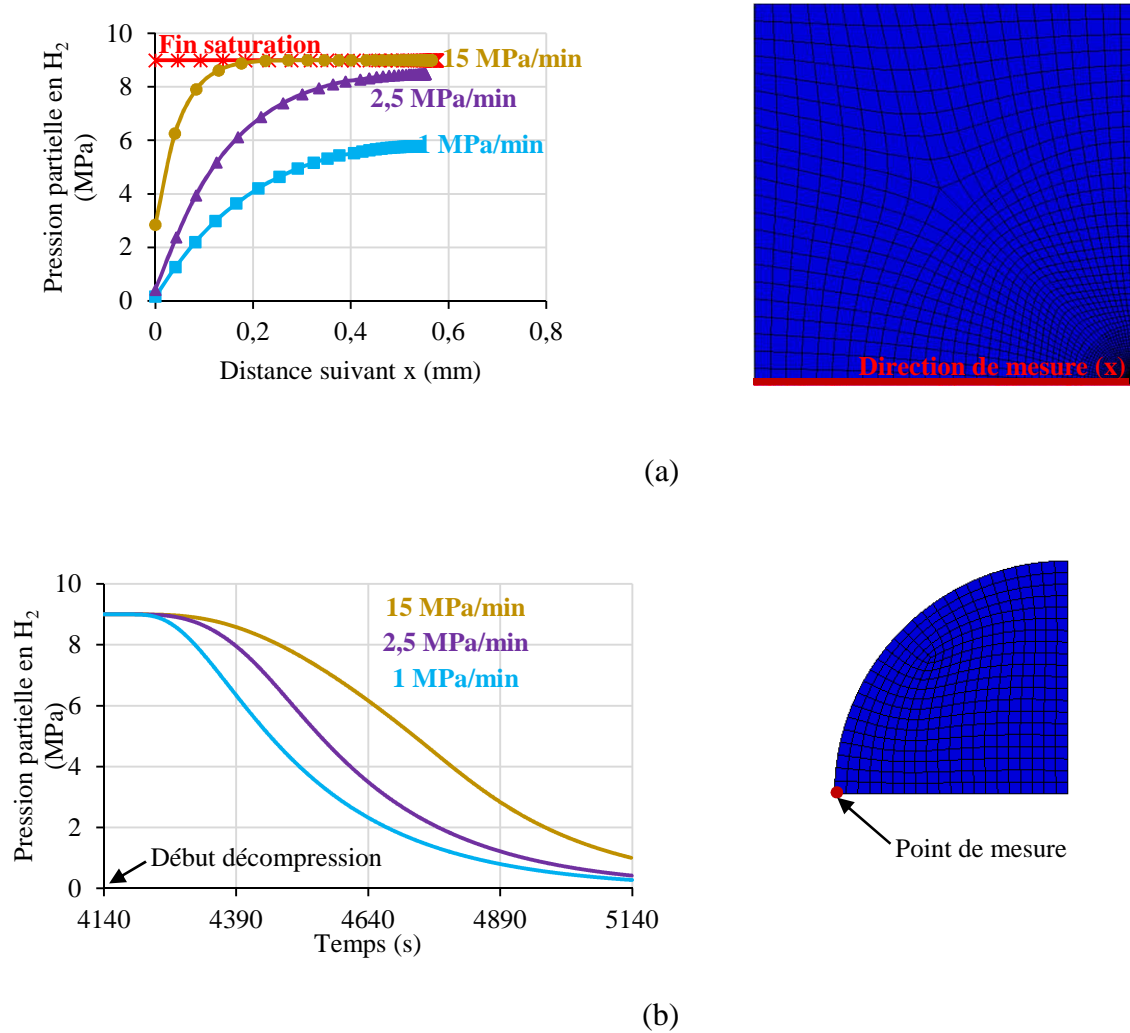 Fin saturation
15 MPa/min
2,5 MPa/min
1 MPa/min
Pression partielle en H₂
(MPa)
10
8
6
4
2
0
0
0,2
0,4
0,6
0,8
Distance suivant x (mm)
Direction de mesure (x)
(a)
15 MPa/min
2,5 MPa/min
1 MPa/min
Pression partielle en H₂
(MPa)
10
8
6
4
2
0
Début décompression
4140
4390
4640
4890
5140
Temps (s)
Point de mesure
(b)